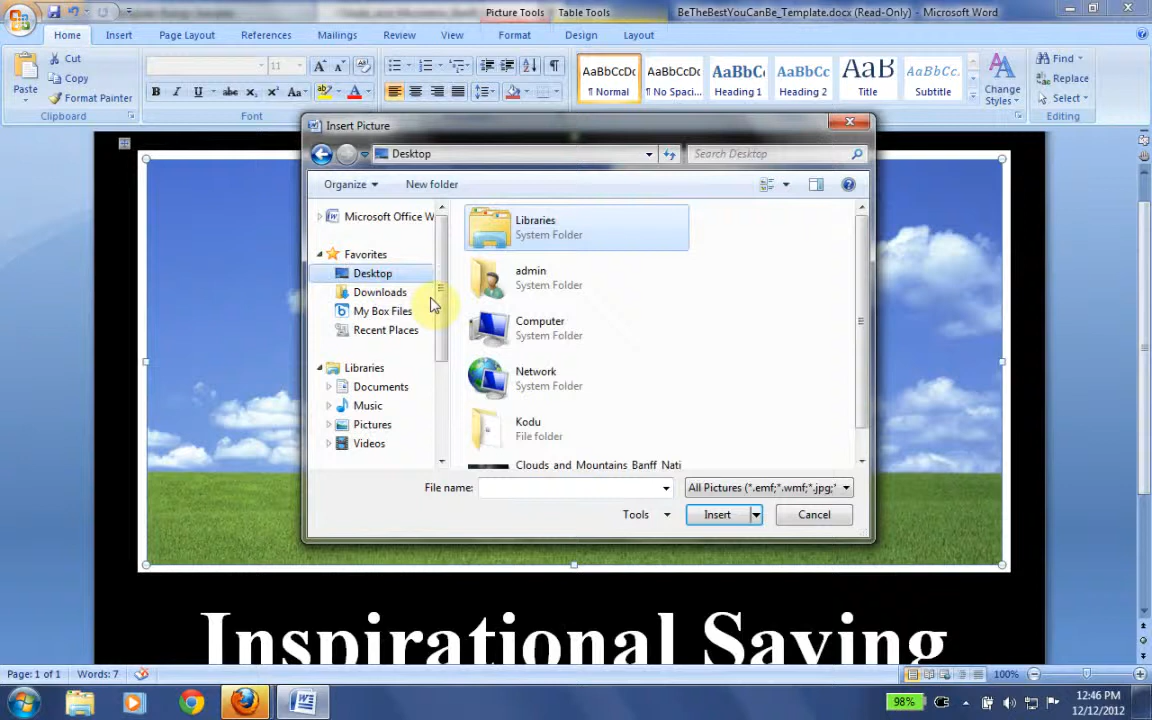 Picture Tools Table Tools BeTheBestYouCanBe_Template.docx (Read-Only) - Microsoft Word
Home Insert Page Layout References Mailings Review View Format Design Layout
Cut
Copy
Format Painter
Paste
Clipboard
11
Font
AaBbCcDc AaBbCcDc AaBbCc AaBbCc AaB AaBbCc.
¶ Normal ¶ No Spaci... Heading 1 Heading 2 Title Subtitle
Change
Styles
Find
Replace
Select
Editing
Insert Picture
Desktop
Search Desktop
Organize New folder
Microsoft Office W
Favorites
Desktop
Downloads
My Box Files
Recent Places
Libraries
Documents
Music
Pictures
Videos
Libraries
System Folder
admin
System Folder
Computer
System Folder
Network
System Folder
Kodu
File folder
Clouds and Mountains Banff Nati
File name:
All Pictures (*.emf;*.wmf;*.jpg;*
Tools Insert Cancel
Inspirational Saying
Page: 1 of 1 Words: 7 100%
98%
12:46 PM
12/12/2012